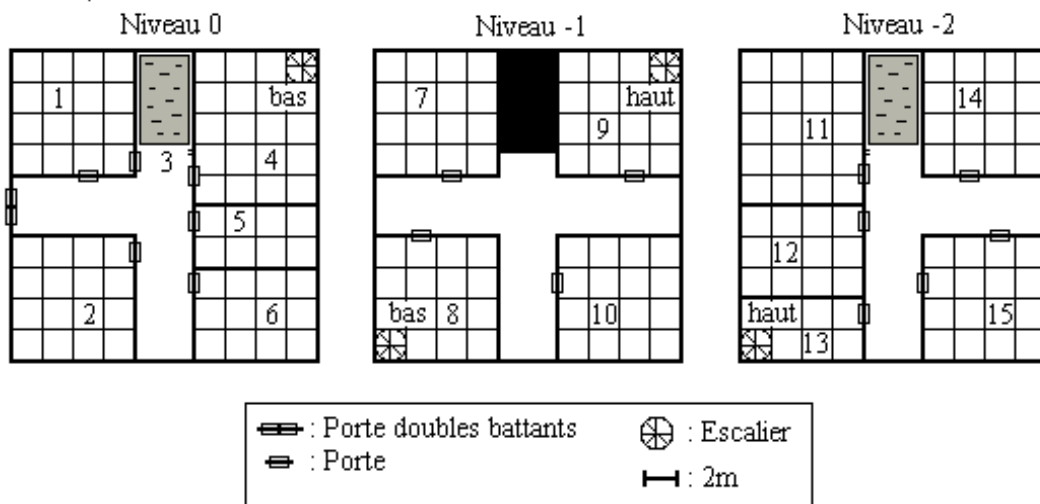 Niveau 0
Niveau -1
Niveau -2
1
3
bas
4
5
2
6
7
haut
9
bas
8
10
11
14
12
haut
13
15
: Porte doubles battants
: Porte
: Escalier
: 2m